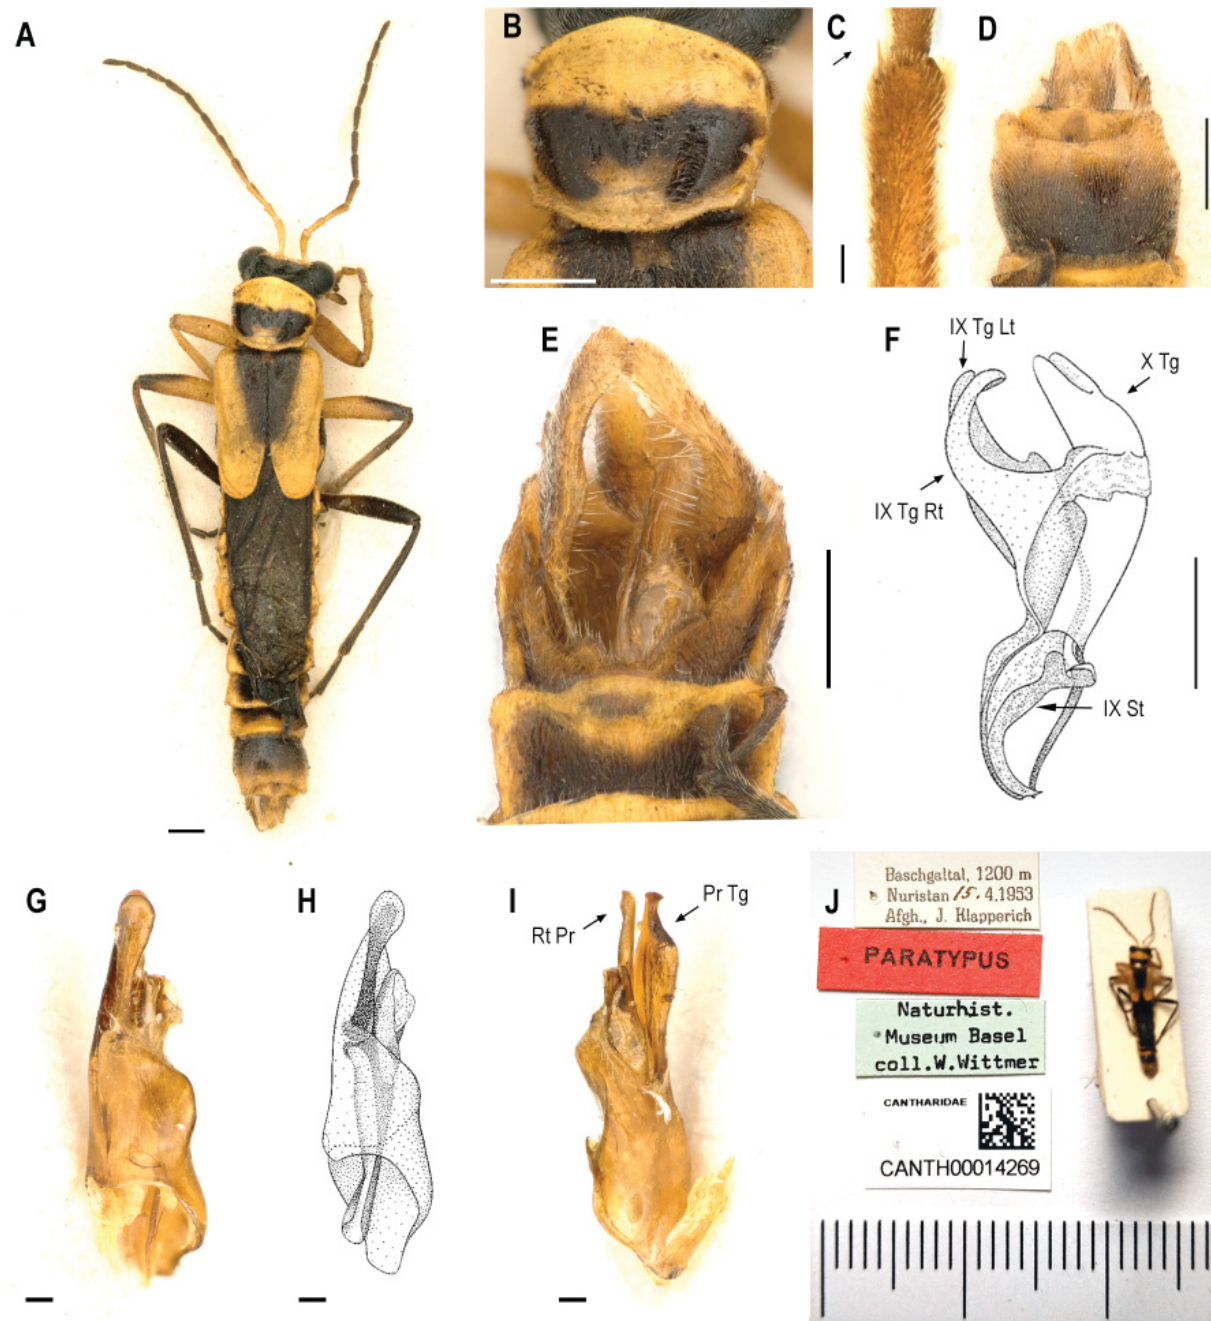 A
B
C
D
E
F
IX Tg Lt
X Tg
IX Tg Rt
IX St
G
H
I
Rt Pr
Pr Tg
J
Baschgaltal, 1200 m
Nuristan 15.4.1953
Afgh., J. Klapperich
PARATYPUS
Naturhist.
Museum Basel
coll.W.Wittmer
CANTHARIDAE
CANTH00014269